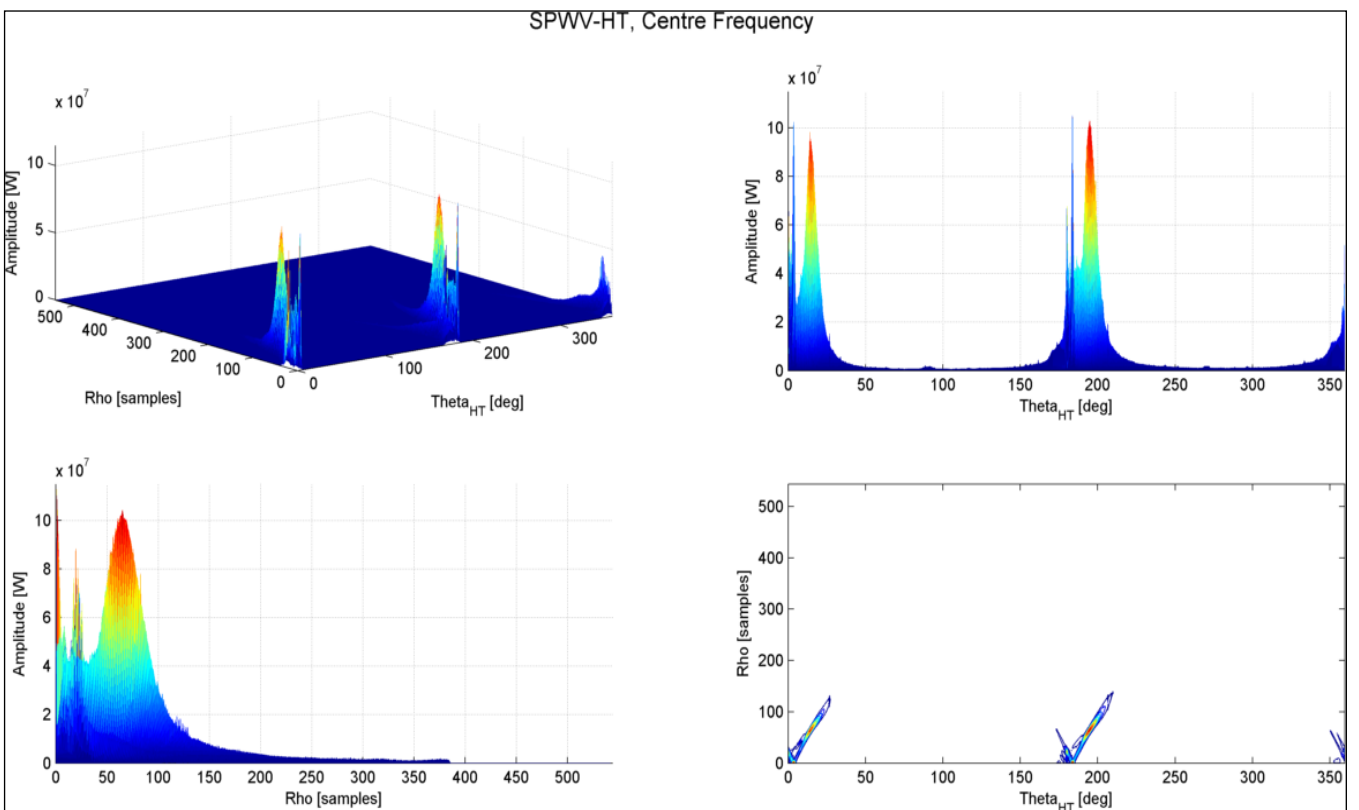 SPWV-HT, Centre Frequency
x 10^7
10
5
0
Amplitude [W]
500
400
300
200
100
0
Rho [samples]
0
100
200
300
Theta_HT [deg]
x 10^7
10
8
6
4
2
0
Amplitude [W]
0 50 100 150 200 250 300 350
Theta_HT [deg]
x 10^7
10
8
6
4
2
0
Amplitude [W]
0 50 100 150 200 250 300 350 400 450 500
Rho [samples]
500
400
300
200
100
0
Rho [samples]
0 50 100 150 200 250 300 350
Theta_HT [deg]